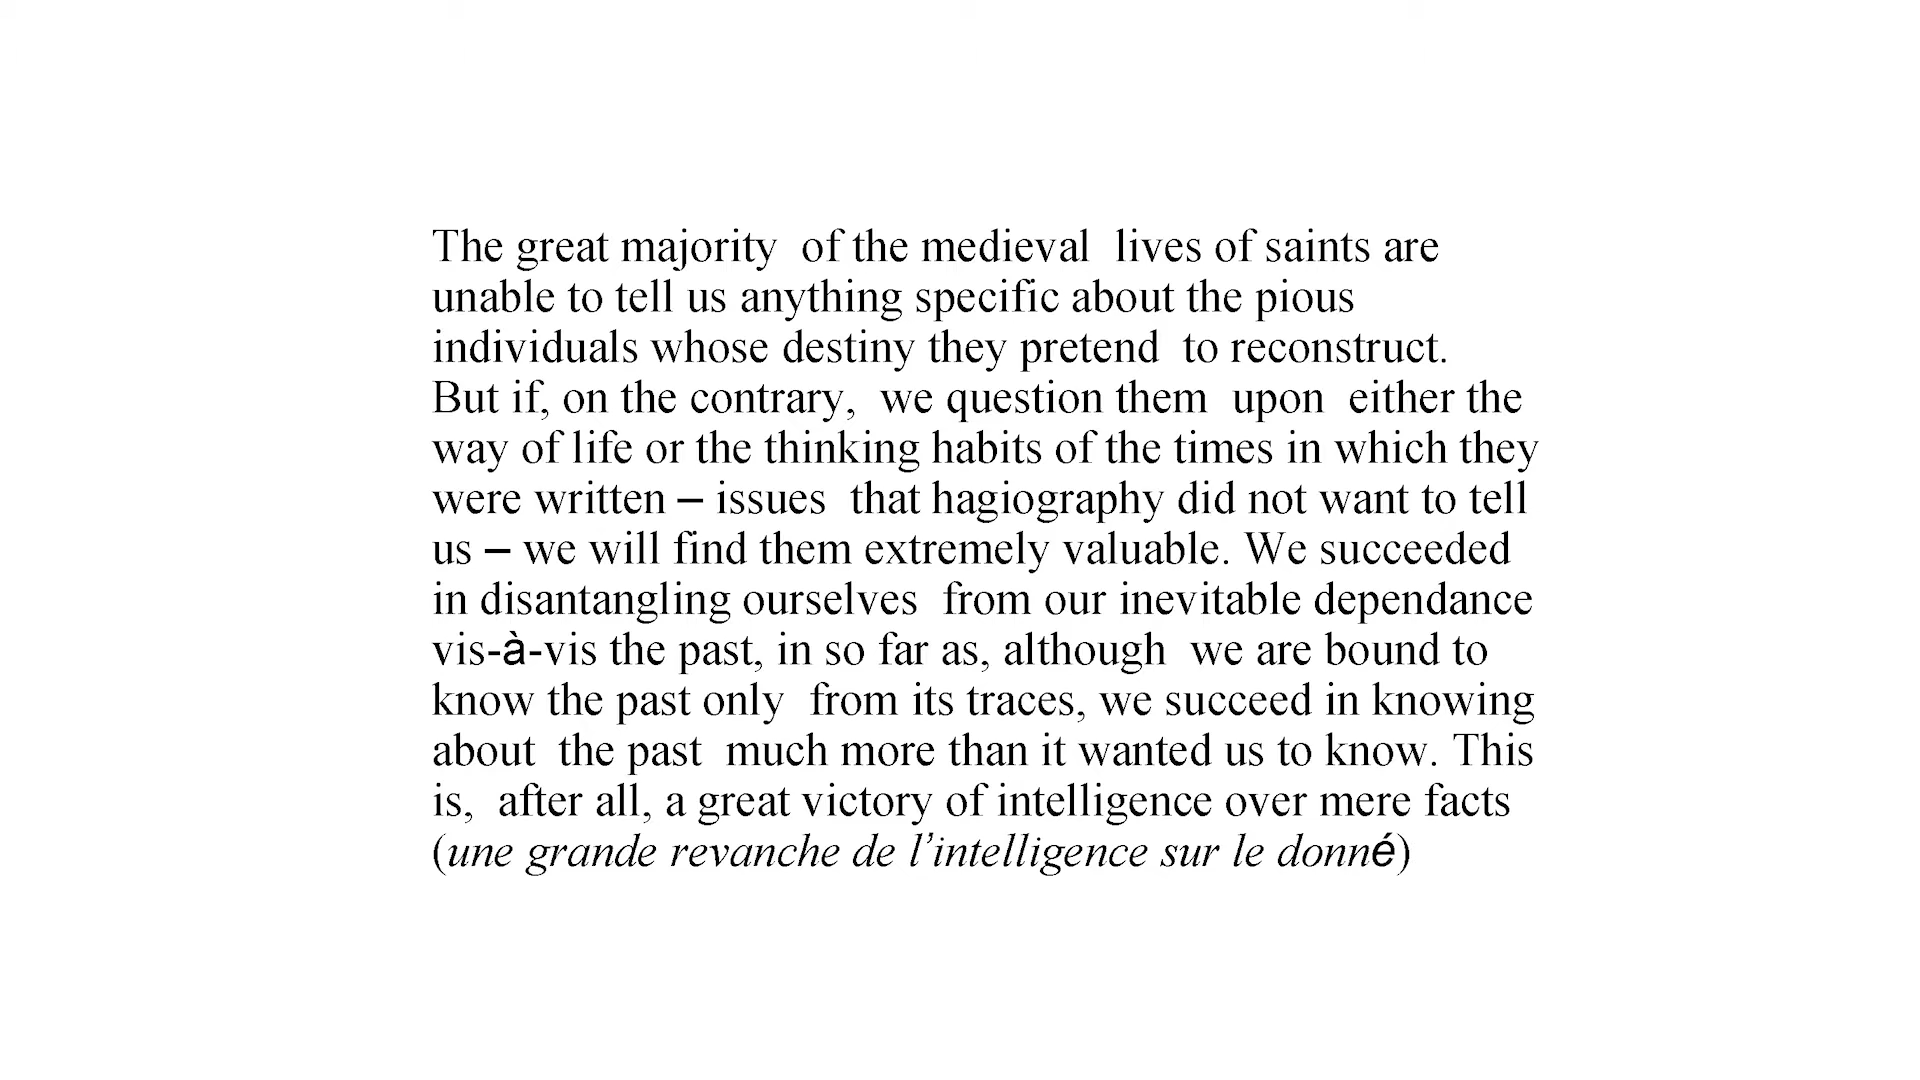 The great majority of the medieval lives of saints are
unable to tell us anything specific about the pious
individuals whose destiny they pretend to reconstruct.
But if, on the contrary, we question them upon either the
way of life or the thinking habits of the times in which they
were written – issues that hagiography did not want to tell
us – we will find them extremely valuable. We succeeded
in disantangling ourselves from our inevitable dependance
vis-à-vis the past, in so far as, although we are bound to
know the past only from its traces, we succeed in knowing
about the past much more than it wanted us to know. This
is, after all, a great victory of intelligence over mere facts
(une grande revanche de l’intelligence sur le donné)